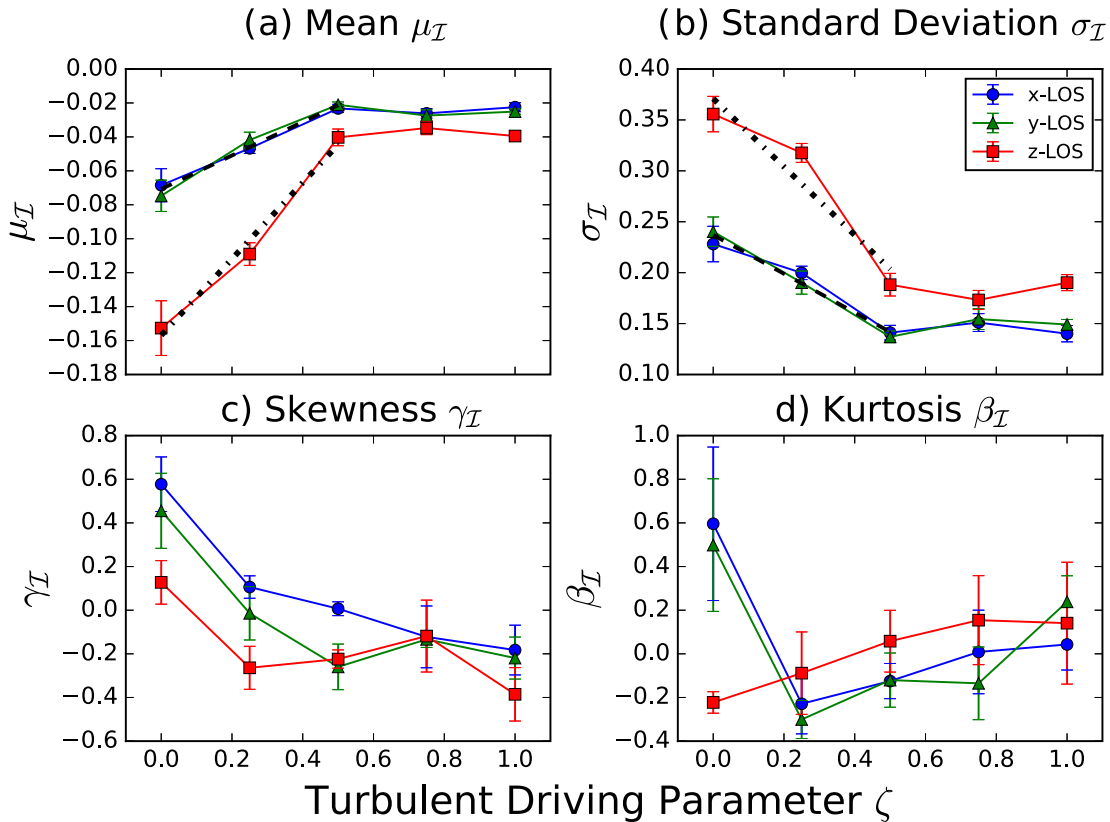 (a) Mean μ_I
(b) Standard Deviation σ_I
0.00
−0.02
−0.04
−0.06
−0.08
−0.10
−0.12
−0.14
−0.16
−0.18
μ_I
0.40
0.35
0.30
0.25
0.20
0.15
0.10
σ_I
x-LOS
y-LOS
z-LOS
c) Skewness γ_I
d) Kurtosis β_I
0.8
0.6
0.4
0.2
0.0
−0.2
−0.4
−0.6
γ_I
0.0 0.2 0.4 0.6 0.8 1.0
1.0
0.8
0.6
0.4
0.2
0.0
−0.2
−0.4
β_I
0.0 0.2 0.4 0.6 0.8 1.0
Turbulent Driving Parameter ζ